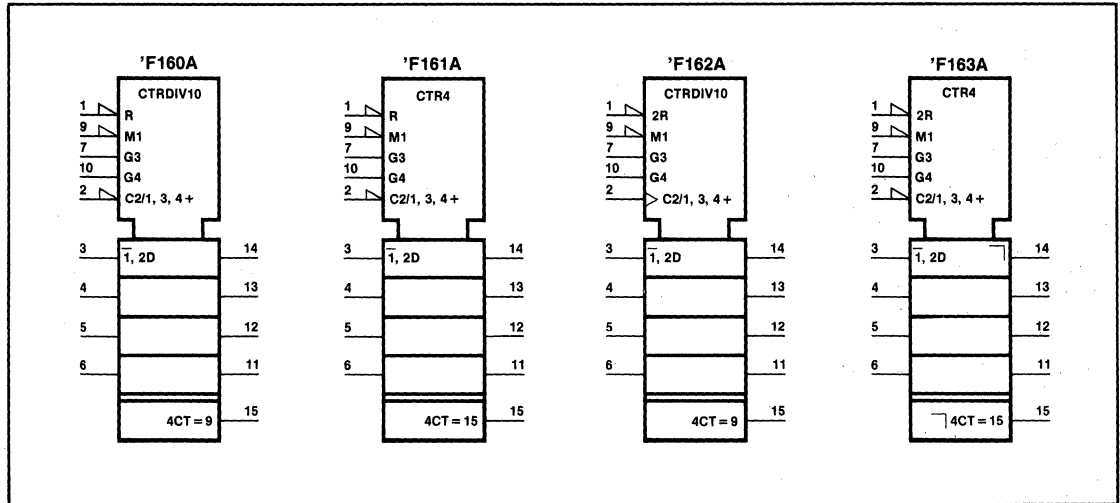 'F160A
CTRDIV10
1 R
9 M1
7 G3
10 G4
2 C2/1, 3, 4+
3 1̅, 2D 14
4 13
5 12
6 11
4CT = 9 15
'F161A
CTR4
1 R
9 M1
7 G3
10 G4
2 C2/1, 3, 4+
3 1̅, 2D 14
4 13
5 12
6 11
4CT = 15 15
'F162A
CTRDIV10
1 2R
9 M1
7 G3
10 G4
2 C2/1, 3, 4+
3 1̅, 2D 14
4 13
5 12
6 11
4CT = 9 15
'F163A
CTR4
1 2R
9 M1
7 G3
10 G4
2 C2/1, 3, 4+
3 1̅, 2D 14
4 13
5 12
6 11
4CT = 15 15